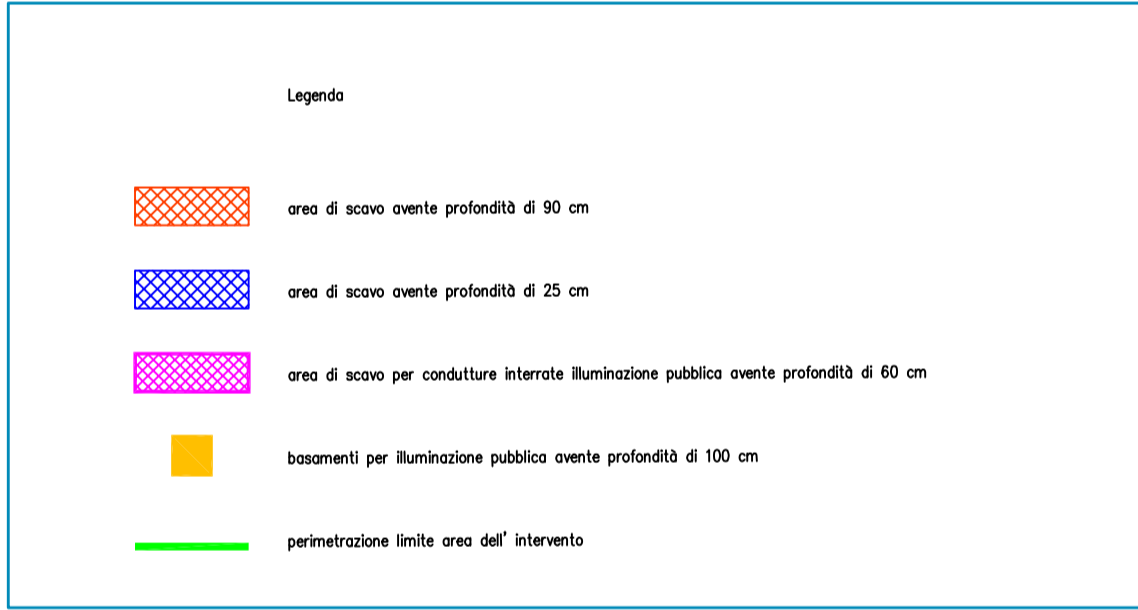 Legenda
area di scavo avente profondità di 90 cm
area di scavo avente profondità di 25 cm
area di scavo per condutture interrate illuminazione pubblica avente profondità di 60 cm
basamenti per illuminazione pubblica avente profondità di 100 cm
perimetrazione limite area dell' intervento